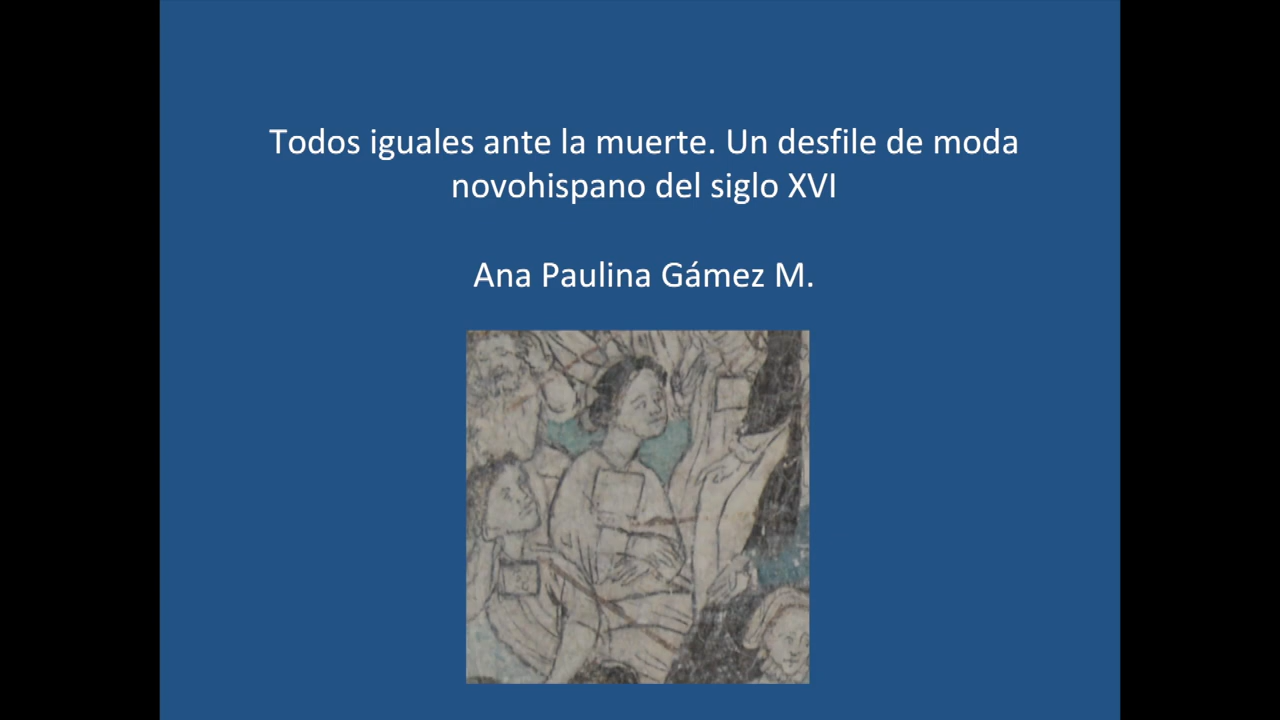 Todos iguales ante la muerte. Un desfile de moda
novohispano del siglo XVI
Ana Paulina Gámez M.